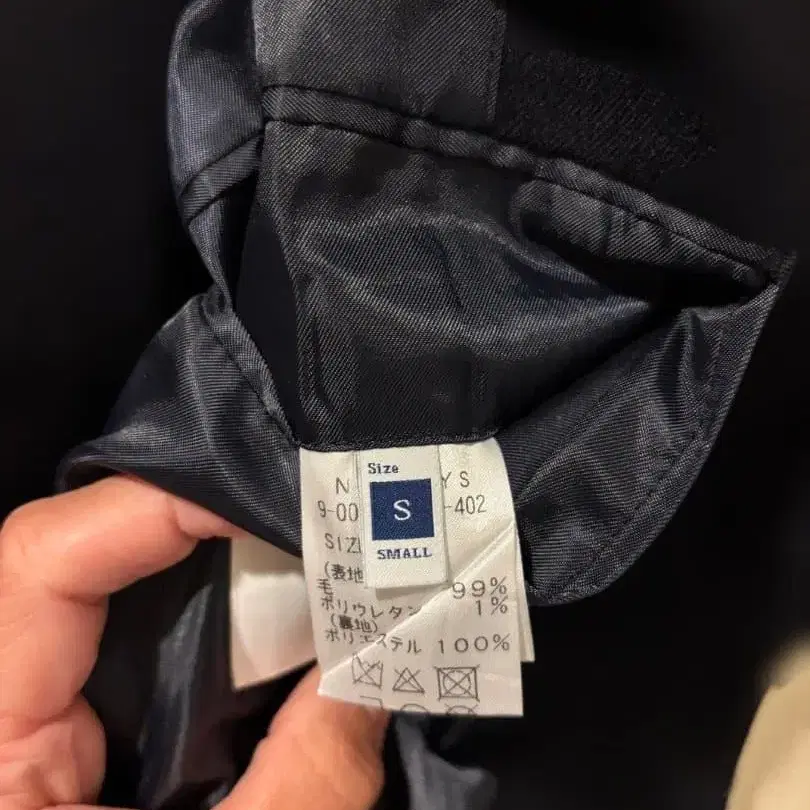 Size
S
SMALL
N YS
9-00 -402
SIZ
(表地
毛 99%
ポリウレタン 1%
(裏地)
ポリエステル 100%